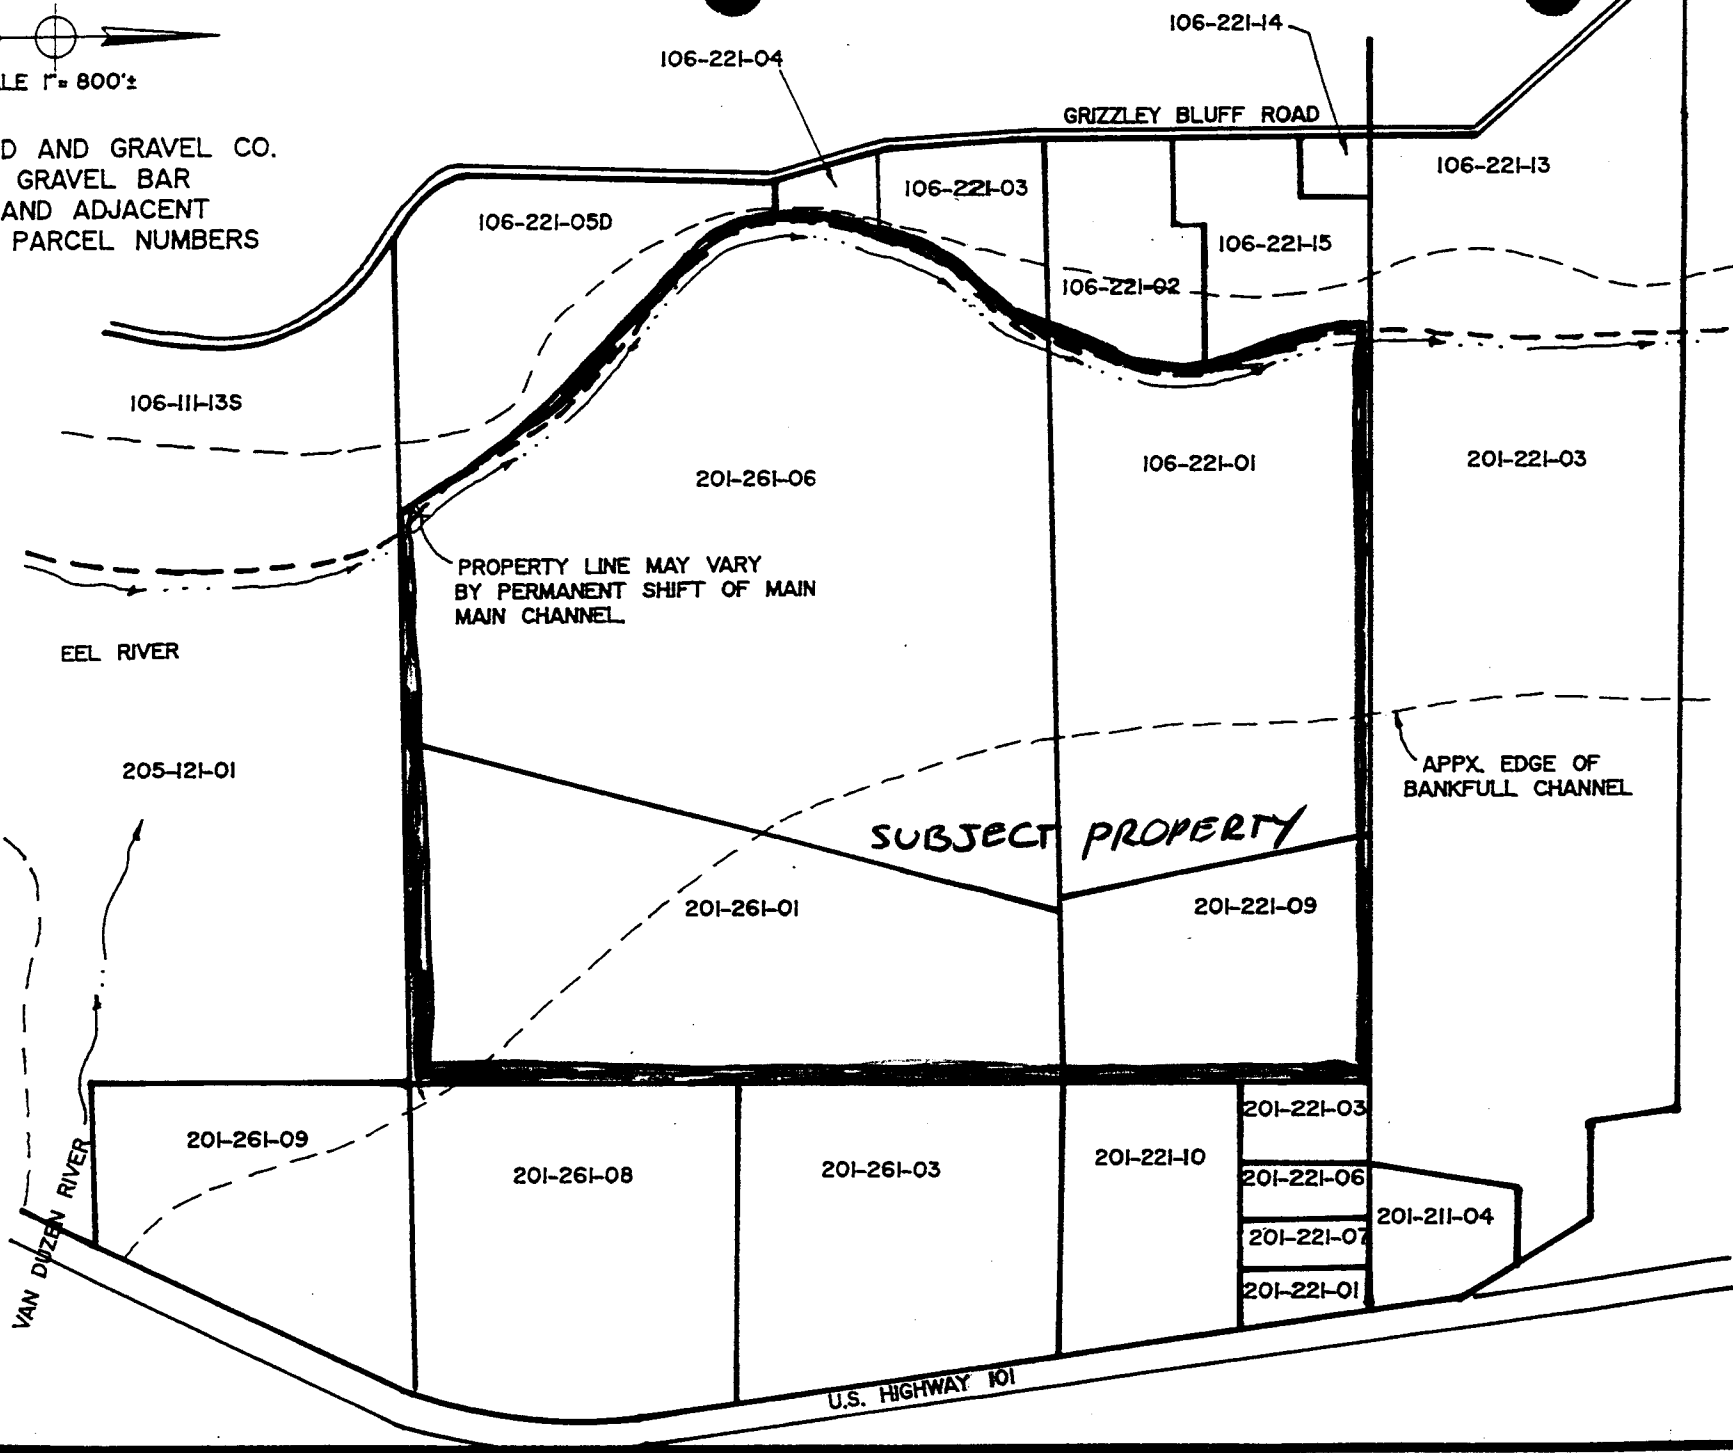 106-221-14
106-221-04
LE 1"= 800'±
GRIZZLEY BLUFF ROAD
D AND GRAVEL CO.
GRAVEL BAR
AND ADJACENT
PARCEL NUMBERS
106-221-13
106-221-03
106-221-05D
106-221-15
106-221-02
106-111-13S
201-261-06
106-221-01
201-221-03
PROPERTY LINE MAY VARY
BY PERMANENT SHIFT OF MAIN
MAIN CHANNEL.
EEL RIVER
205-121-01
APPX. EDGE OF
BANKFULL CHANNEL
SUBJECT PROPERTY
201-261-01
201-221-09
201-221-03
201-261-09
201-261-08
201-261-03
201-221-10
201-221-06
201-211-04
201-221-07
201-221-01
VAN DUZEN RIVER
U.S. HIGHWAY 101